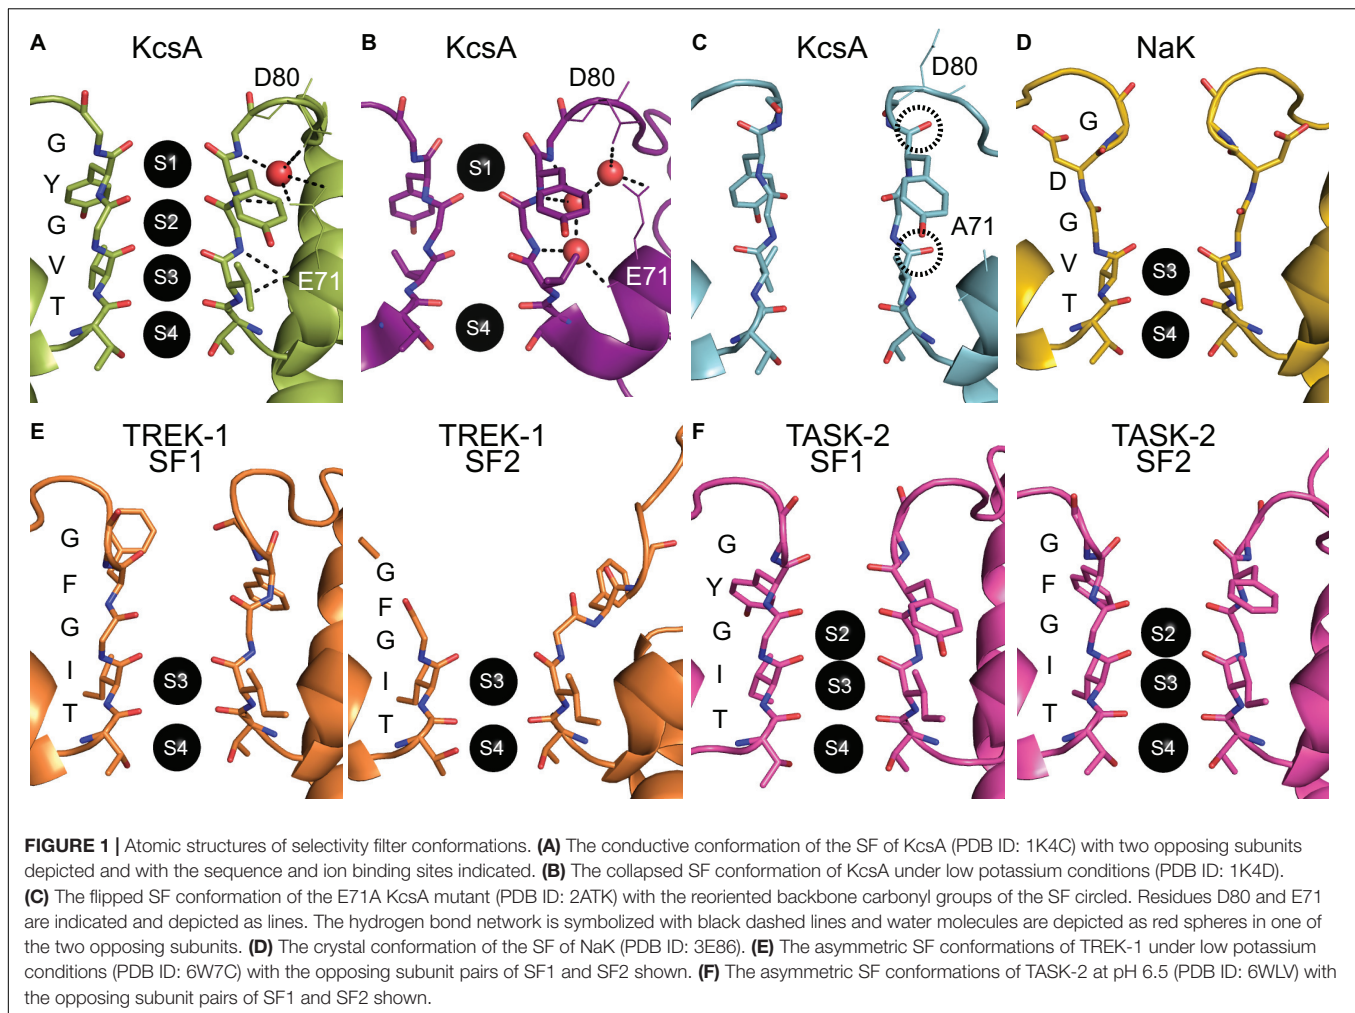 A
KcsA
D80
G
Y
G
V
T
S1
S2
S3
S4
E71
B
KcsA
D80
S1
S4
E71
C
KcsA
D80
A71
D
NaK
G
D
G
V
T
S3
S4
E
TREK-1
SF1
G
F
G
I
T
S3
S4
TREK-1
SF2
G
F
G
I
T
S3
S4
F
TASK-2
SF1
G
Y
G
I
T
S2
S3
S4
TASK-2
SF2
G
F
G
I
T
S2
S3
S4
FIGURE 1 | Atomic structures of selectivity filter conformations. (A) The conductive conformation of the SF of KcsA (PDB ID: 1K4C) with two opposing subunits
depicted and with the sequence and ion binding sites indicated. (B) The collapsed SF conformation of KcsA under low potassium conditions (PDB ID: 1K4D).
(C) The flipped SF conformation of the E71A KcsA mutant (PDB ID: 2ATK) with the reoriented backbone carbonyl groups of the SF circled. Residues D80 and E71
are indicated and depicted as lines. The hydrogen bond network is symbolized with black dashed lines and water molecules are depicted as red spheres in one of
the two opposing subunits. (D) The crystal conformation of the SF of NaK (PDB ID: 3E86). (E) The asymmetric SF conformations of TREK-1 under low potassium
conditions (PDB ID: 6W7C) with the opposing subunit pairs of SF1 and SF2 shown. (F) The asymmetric SF conformations of TASK-2 at pH 6.5 (PDB ID: 6WLV) with
the opposing subunit pairs of SF1 and SF2 shown.